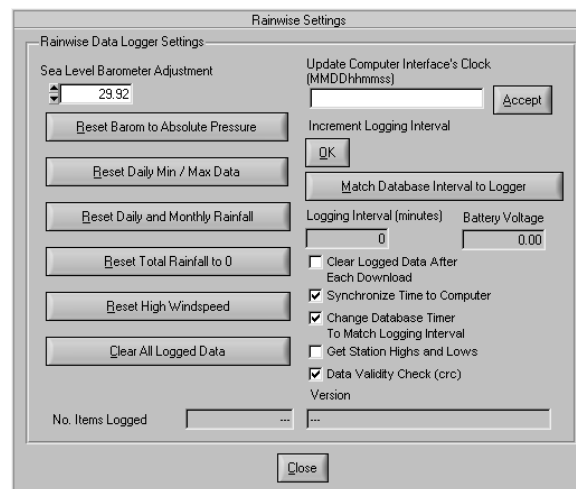 Rainwise Settings
Rainwise Data Logger Settings
Sea Level Barometer Adjustment
29.92
Reset Barom to Absolute Pressure
Reset Daily Min / Max Data
Reset Daily and Monthly Rainfall
Reset Total Rainfall to 0
Reset High Windspeed
Clear All Logged Data
Update Computer Interface's Clock
(MMDDhhmmss)
Accept
Increment Logging Interval
OK
Match Database Interval to Logger
Logging Interval (minutes)
0
Battery Voltage
0.00
Clear Logged Data After
Each Download
Synchronize Time to Computer
Change Database Timer
To Match Logging Interval
Get Station Highs and Lows
Data Validity Check (crc)
No. Items Logged
---
Version
---
Close